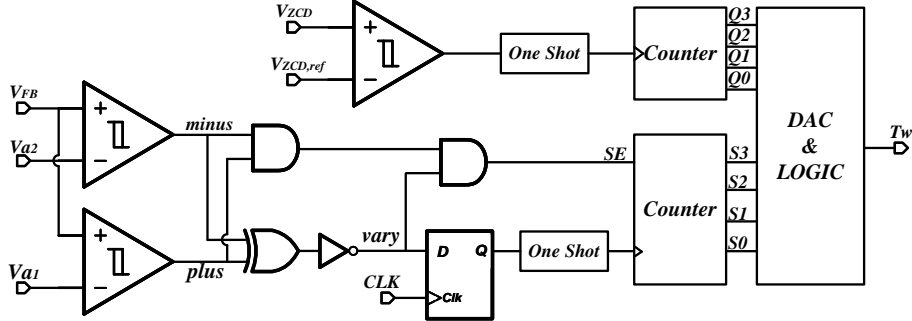 VZCD
+
One Shot
Counter
Q3
Q2
Q1
Q0
VZCD,ref
−
VFB
+
minus
Va2
−
DAC
&
LOGIC
Tw
SE
Counter
S3
S2
S1
S0
+
Va1
−
plus
vary
D
Q
One Shot
CLK
Clk